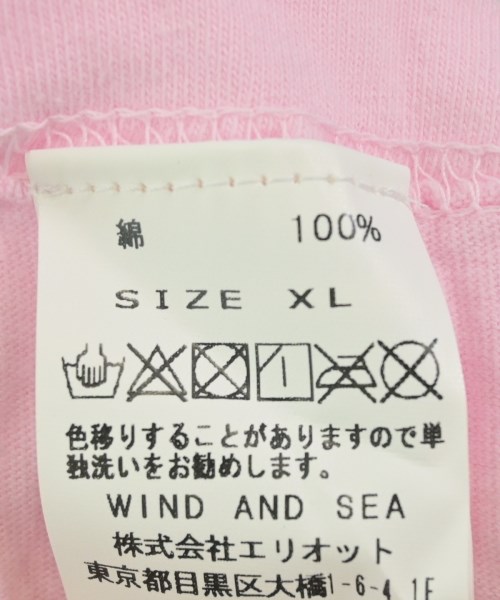 綿 100%
SIZE XL
色移りすることがありますので単
独洗いをお勧めします。
WIND AND SEA
株式会社エリオット
東京都目黒区大橋1-6-4 1F